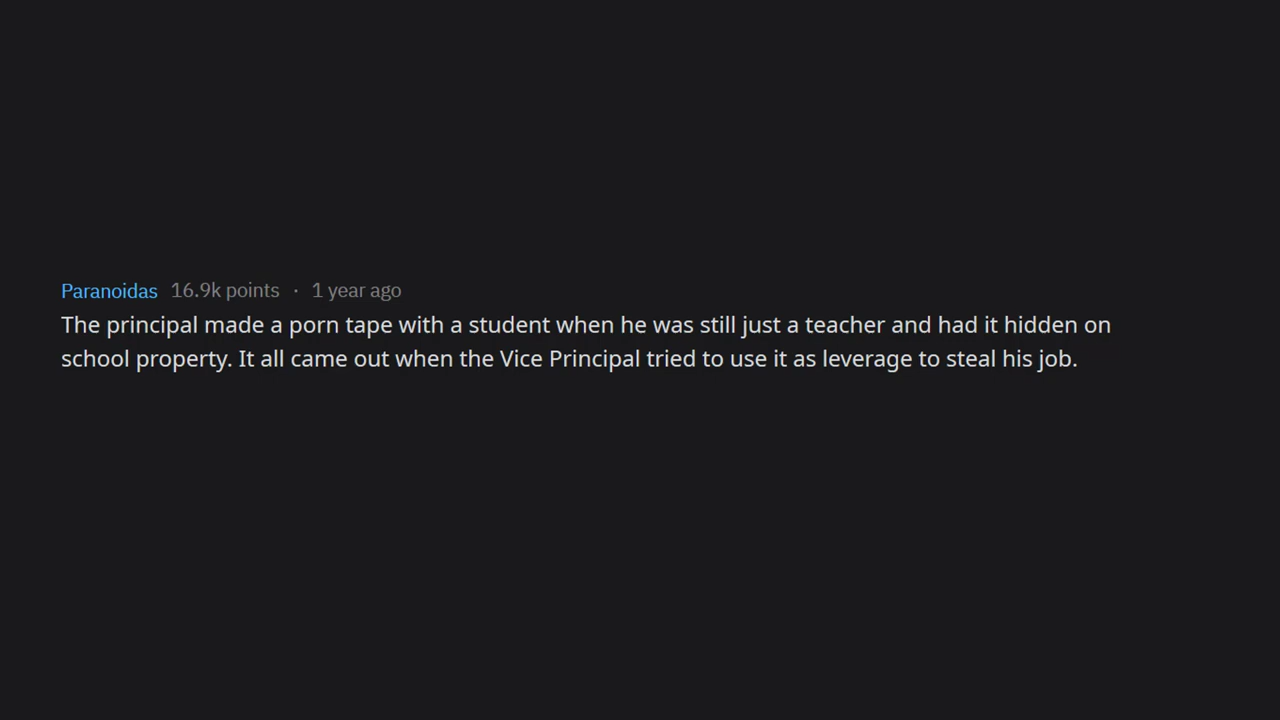 Paranoidas 16.9k points · 1 year ago
The principal made a porn tape with a student when he was still just a teacher and had it hidden on
school property. It all came out when the Vice Principal tried to use it as leverage to steal his job.